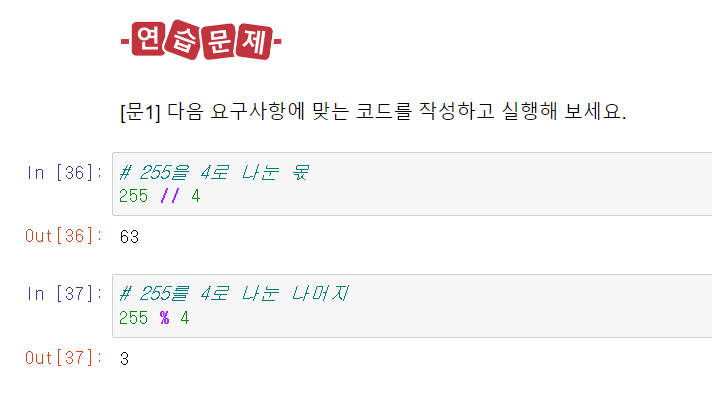 -연습문제-
[문1] 다음 요구사항에 맞는 코드를 작성하고 실행해 보세요.
In [36]: # 255을 4로 나눈 몫
255 // 4
Out[36]: 63
In [37]: # 255를 4로 나눈 나머지
255 % 4
Out[37]: 3